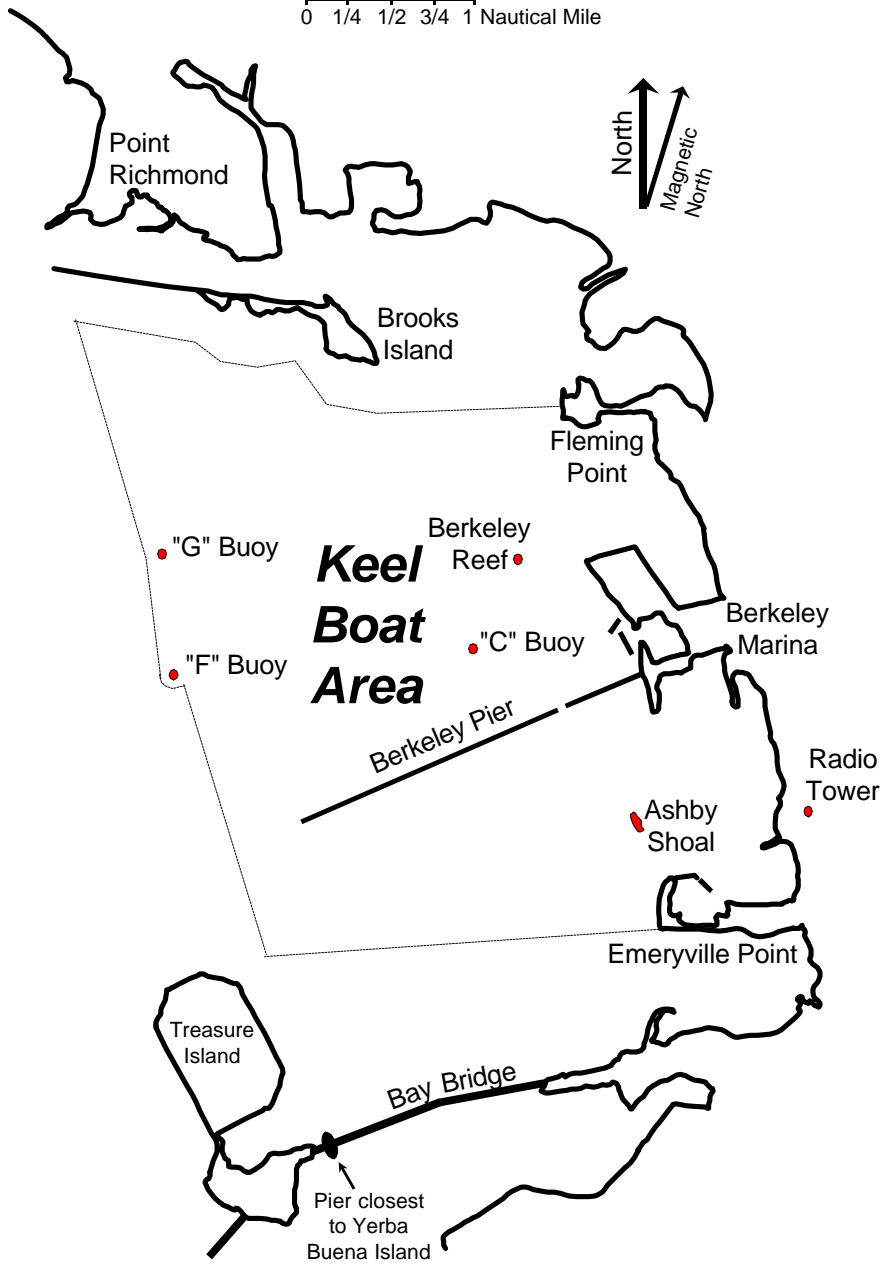 0 1/4 1/2 3/4 1 Nautical Mile
North
Magnetic
North
Point
Richmond
Brooks
Island
Fleming
Point
"G" Buoy
Berkeley
Reef
Keel
Boat
Area
"C" Buoy
Berkeley
Marina
"F" Buoy
Berkeley Pier
Radio
Tower
Ashby
Shoal
Emeryville Point
Treasure
Island
Bay Bridge
Pier closest
to Yerba
Buena Island